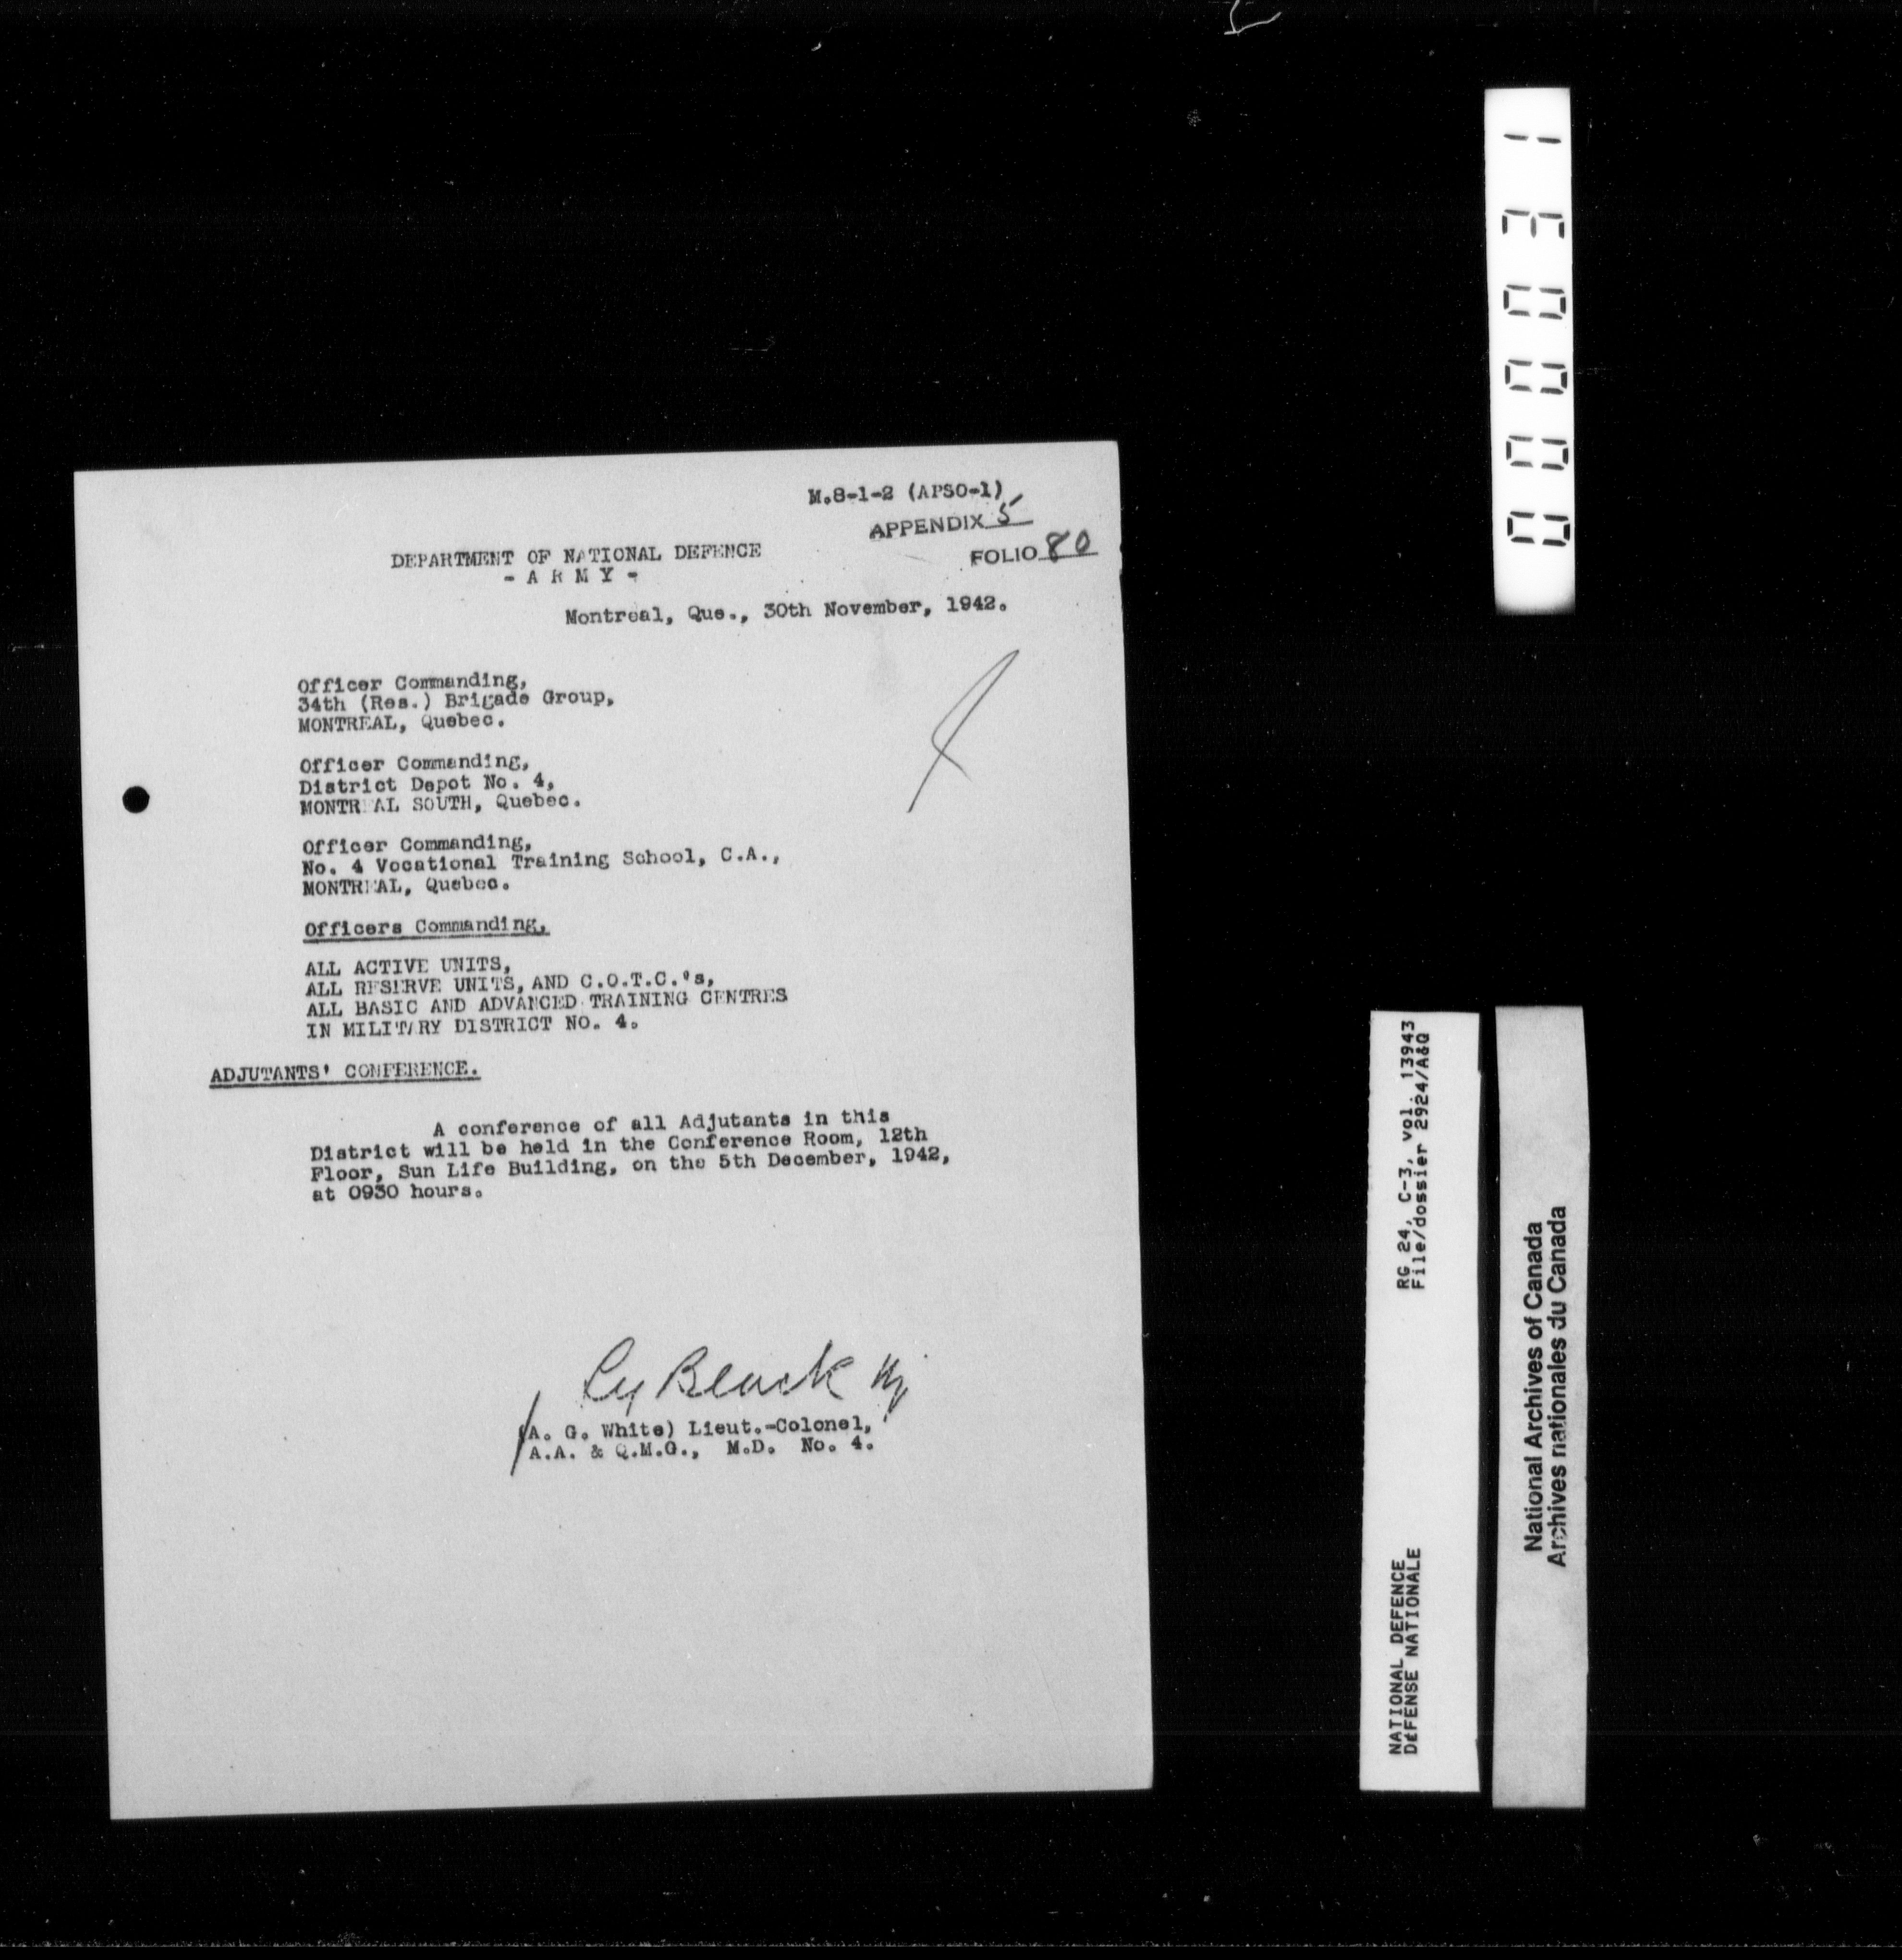 M.8-1-2 (APSO-1)
APPENDIX 5
FOLIO 80
DEPARTMENT OF NATIONAL DEFENCE
- A R M Y -
Montreal, Que., 30th November, 1942.
Officer Commanding,
34th (Res.) Brigade Group,
MONTREAL, Quebec.
Officer Commanding,
District Depot No. 4,
MONTREAL SOUTH, Quebec.
Officer Commanding,
No. 4 Vocational Training School, C.A.,
MONTREAL, Quebec.
Officers Commanding,
ALL ACTIVE UNITS,
ALL RESERVE UNITS, AND C.O.T.C.'s,
ALL BASIC AND ADVANCED TRAINING CENTRES
IN MILITARY DISTRICT NO. 4.
ADJUTANTS' CONFERENCE.
A conference of all Adjutants in this
District will be held in the Conference Room, 12th
Floor, Sun Life Building, on the 5th December, 1942,
at 0930 hours.
Black Mj
(A. G. White) Lieut.-Colonel,
A.A. & Q.M.G., M.D. No. 4.
000031
RG 24, C-3, vol. 13943
File/dossier 2924/A&Q
NATIONAL DEFENCE
DÉFENSE NATIONALE
National Archives of Canada
Archives nationales du Canada